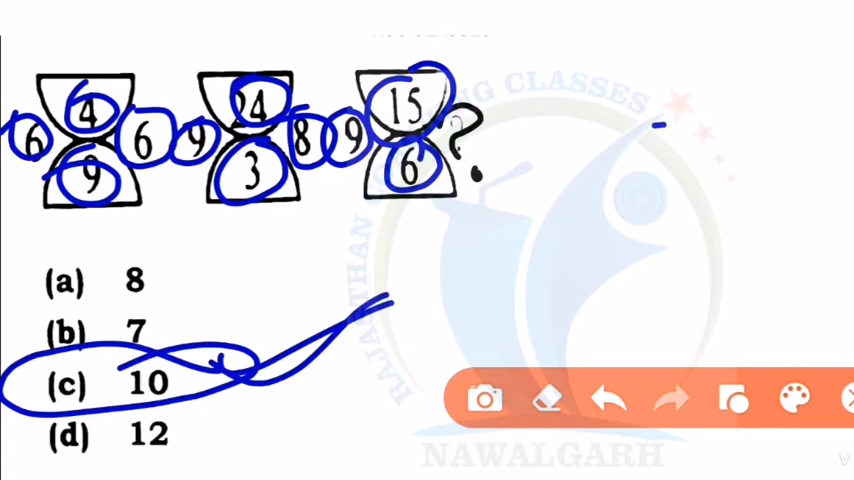 4 24 15
6 6 9 8 9 ?
9 3 6
(a) 8
(b) 7
(c) 10
(d) 12
CLASSES
RAJASTHAN
NAWALGARH